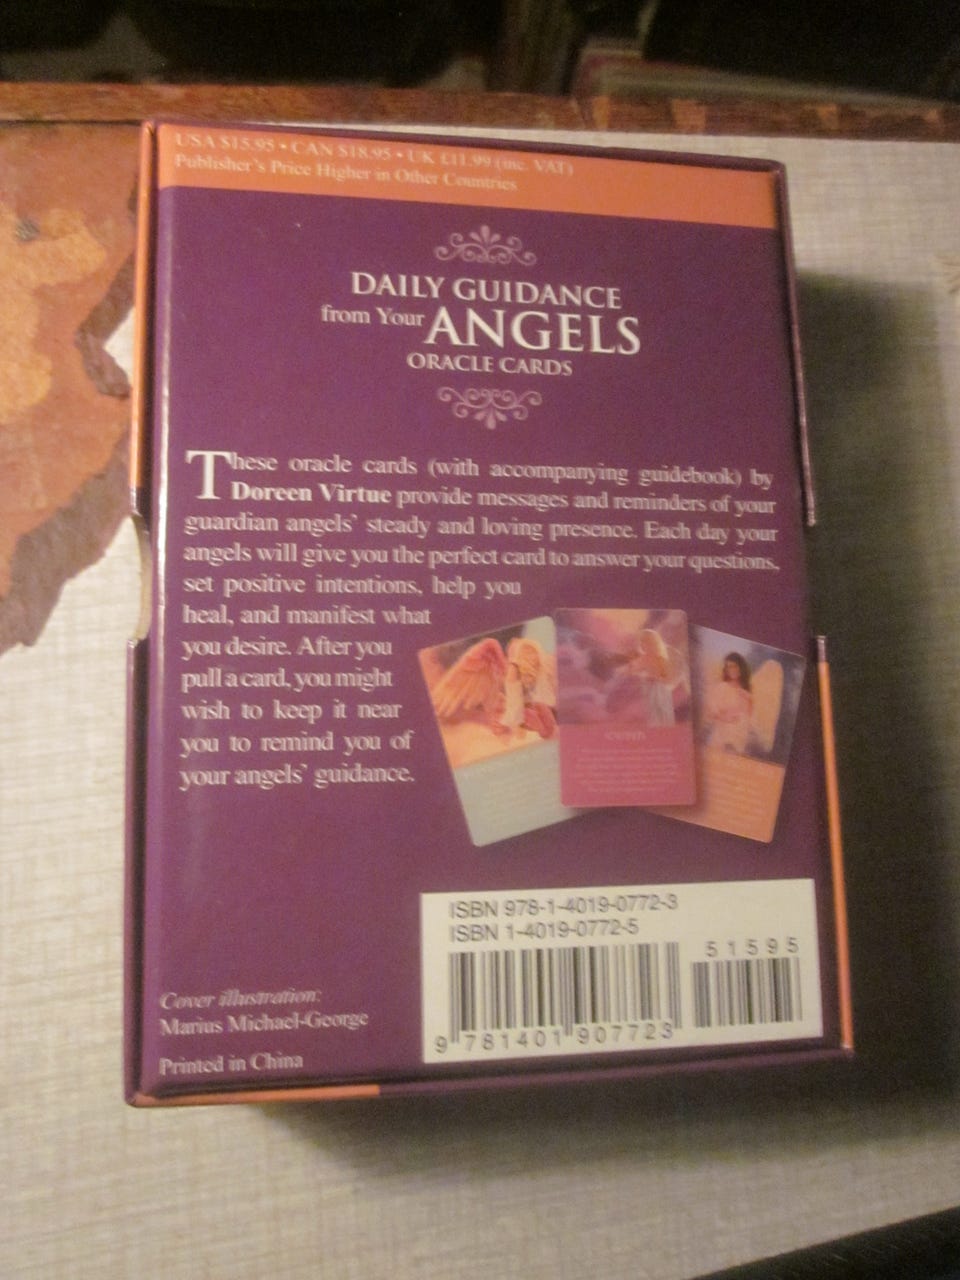 USA $15.95 • CAN $18.95 • UK £11.99 (inc. VAT)
Publisher's Price Higher in Other Countries
DAILY GUIDANCE
from Your ANGELS
ORACLE CARDS
These oracle cards (with accompanying guidebook) by
Doreen Virtue provide messages and reminders of your
guardian angels' steady and loving presence. Each day your
angels will give you the perfect card to answer your questions,
set positive intentions, help you
heal, and manifest what
you desire. After you
pull a card, you might
wish to keep it near
you to remind you of
your angels' guidance.
ISBN 978-1-4019-0772-3
ISBN 1-4019-0772-5
51595
9 781401 907723
Cover illustration:
Marius Michael-George
Printed in China